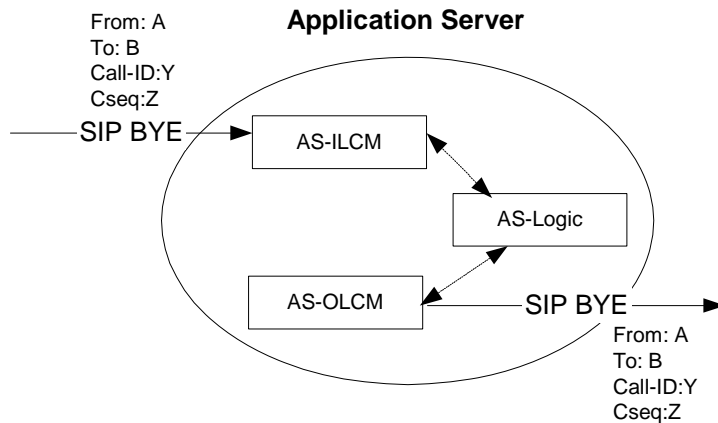 Application Server
From: A
To: B
Call-ID:Y
Cseq:Z
SIP BYE
AS-ILCM
AS-Logic
AS-OLCM
SIP BYE
From: A
To: B
Call-ID:Y
Cseq:Z